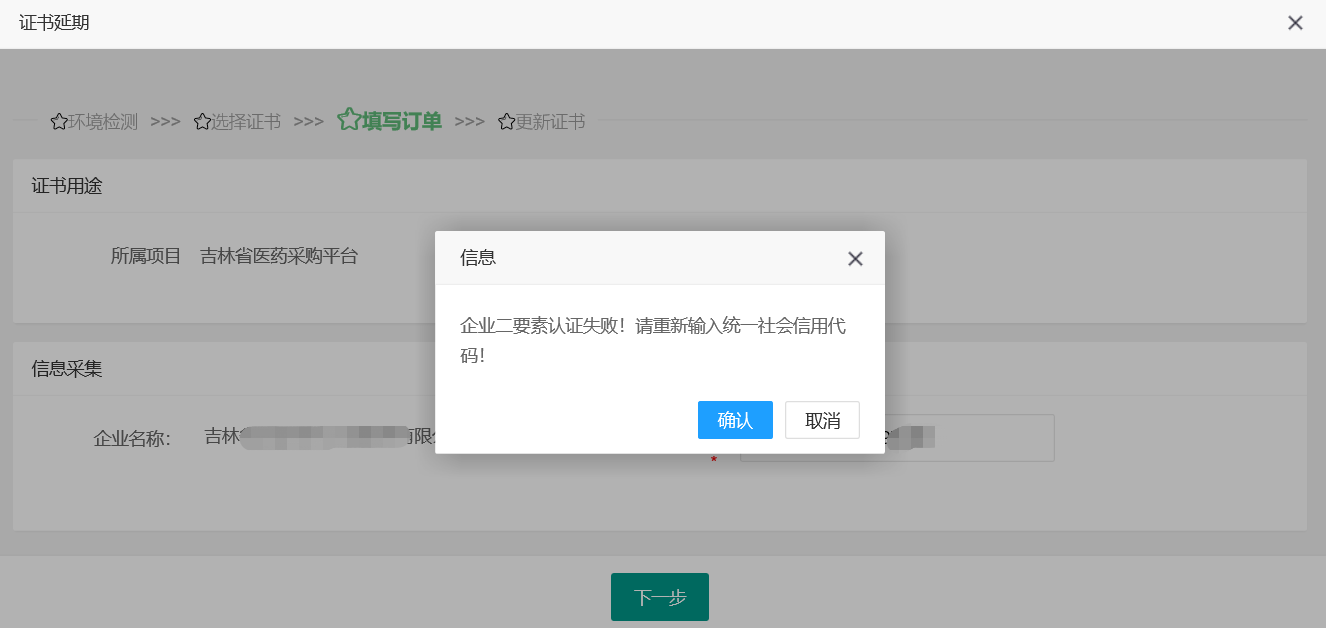 证书延期
环境检测 >>> 选择证书 >>> 填写订单 >>> 更新证书
证书用途
所属项目 吉林省医药采购平台
信息
企业二要素认证失败！请重新输入统一社会信用代
码！
确认 取消
信息采集
企业名称： 吉林 有限
*
下一步